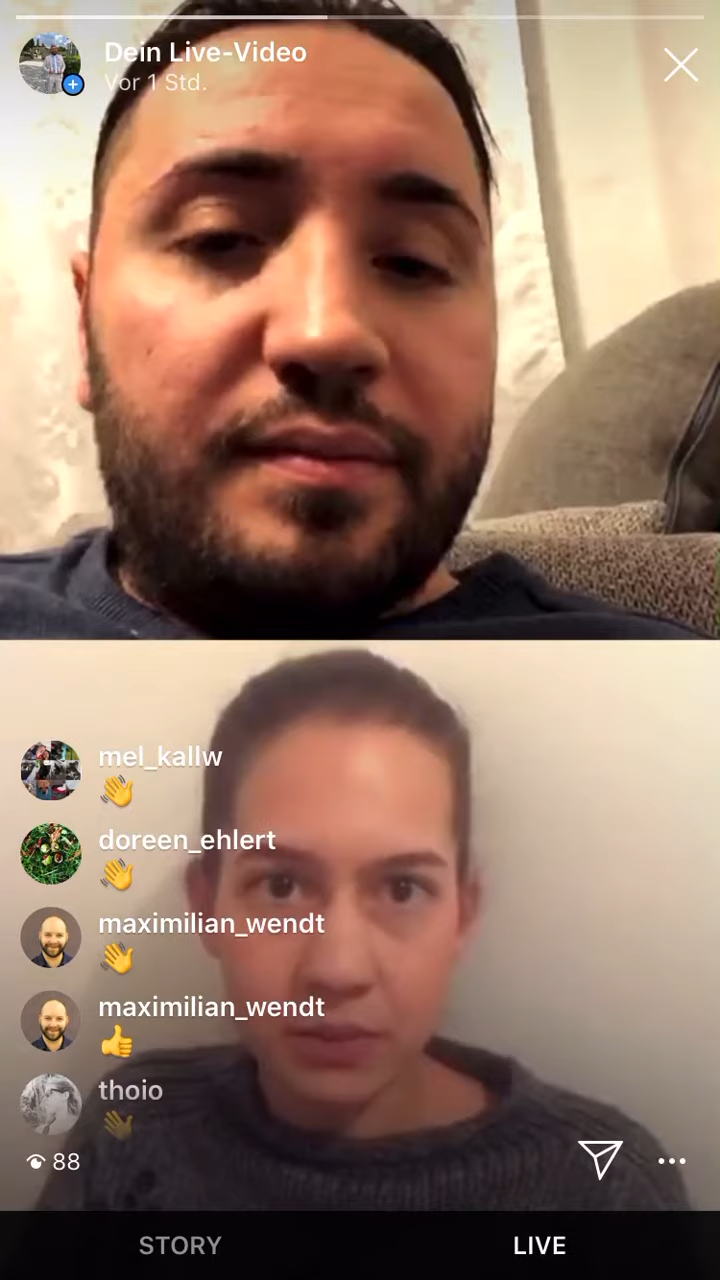 Dein Live-Video
Vor 1 Std.
mel_kallw
👋
doreen_ehlert
👋
maximilian_wendt
👋
maximilian_wendt
👍
thoio
👋
88
STORY
LIVE